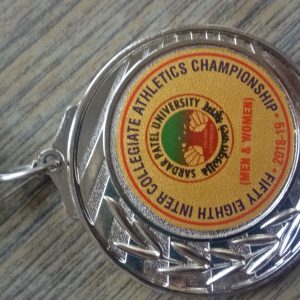 FIFTY EIGHTH INTER COLLEGIATE ATHLETICS CHAMPIONSHIP
* 2018-19 *
(MEN & WOMEN)
SARDAR PATEL UNIVERSITY